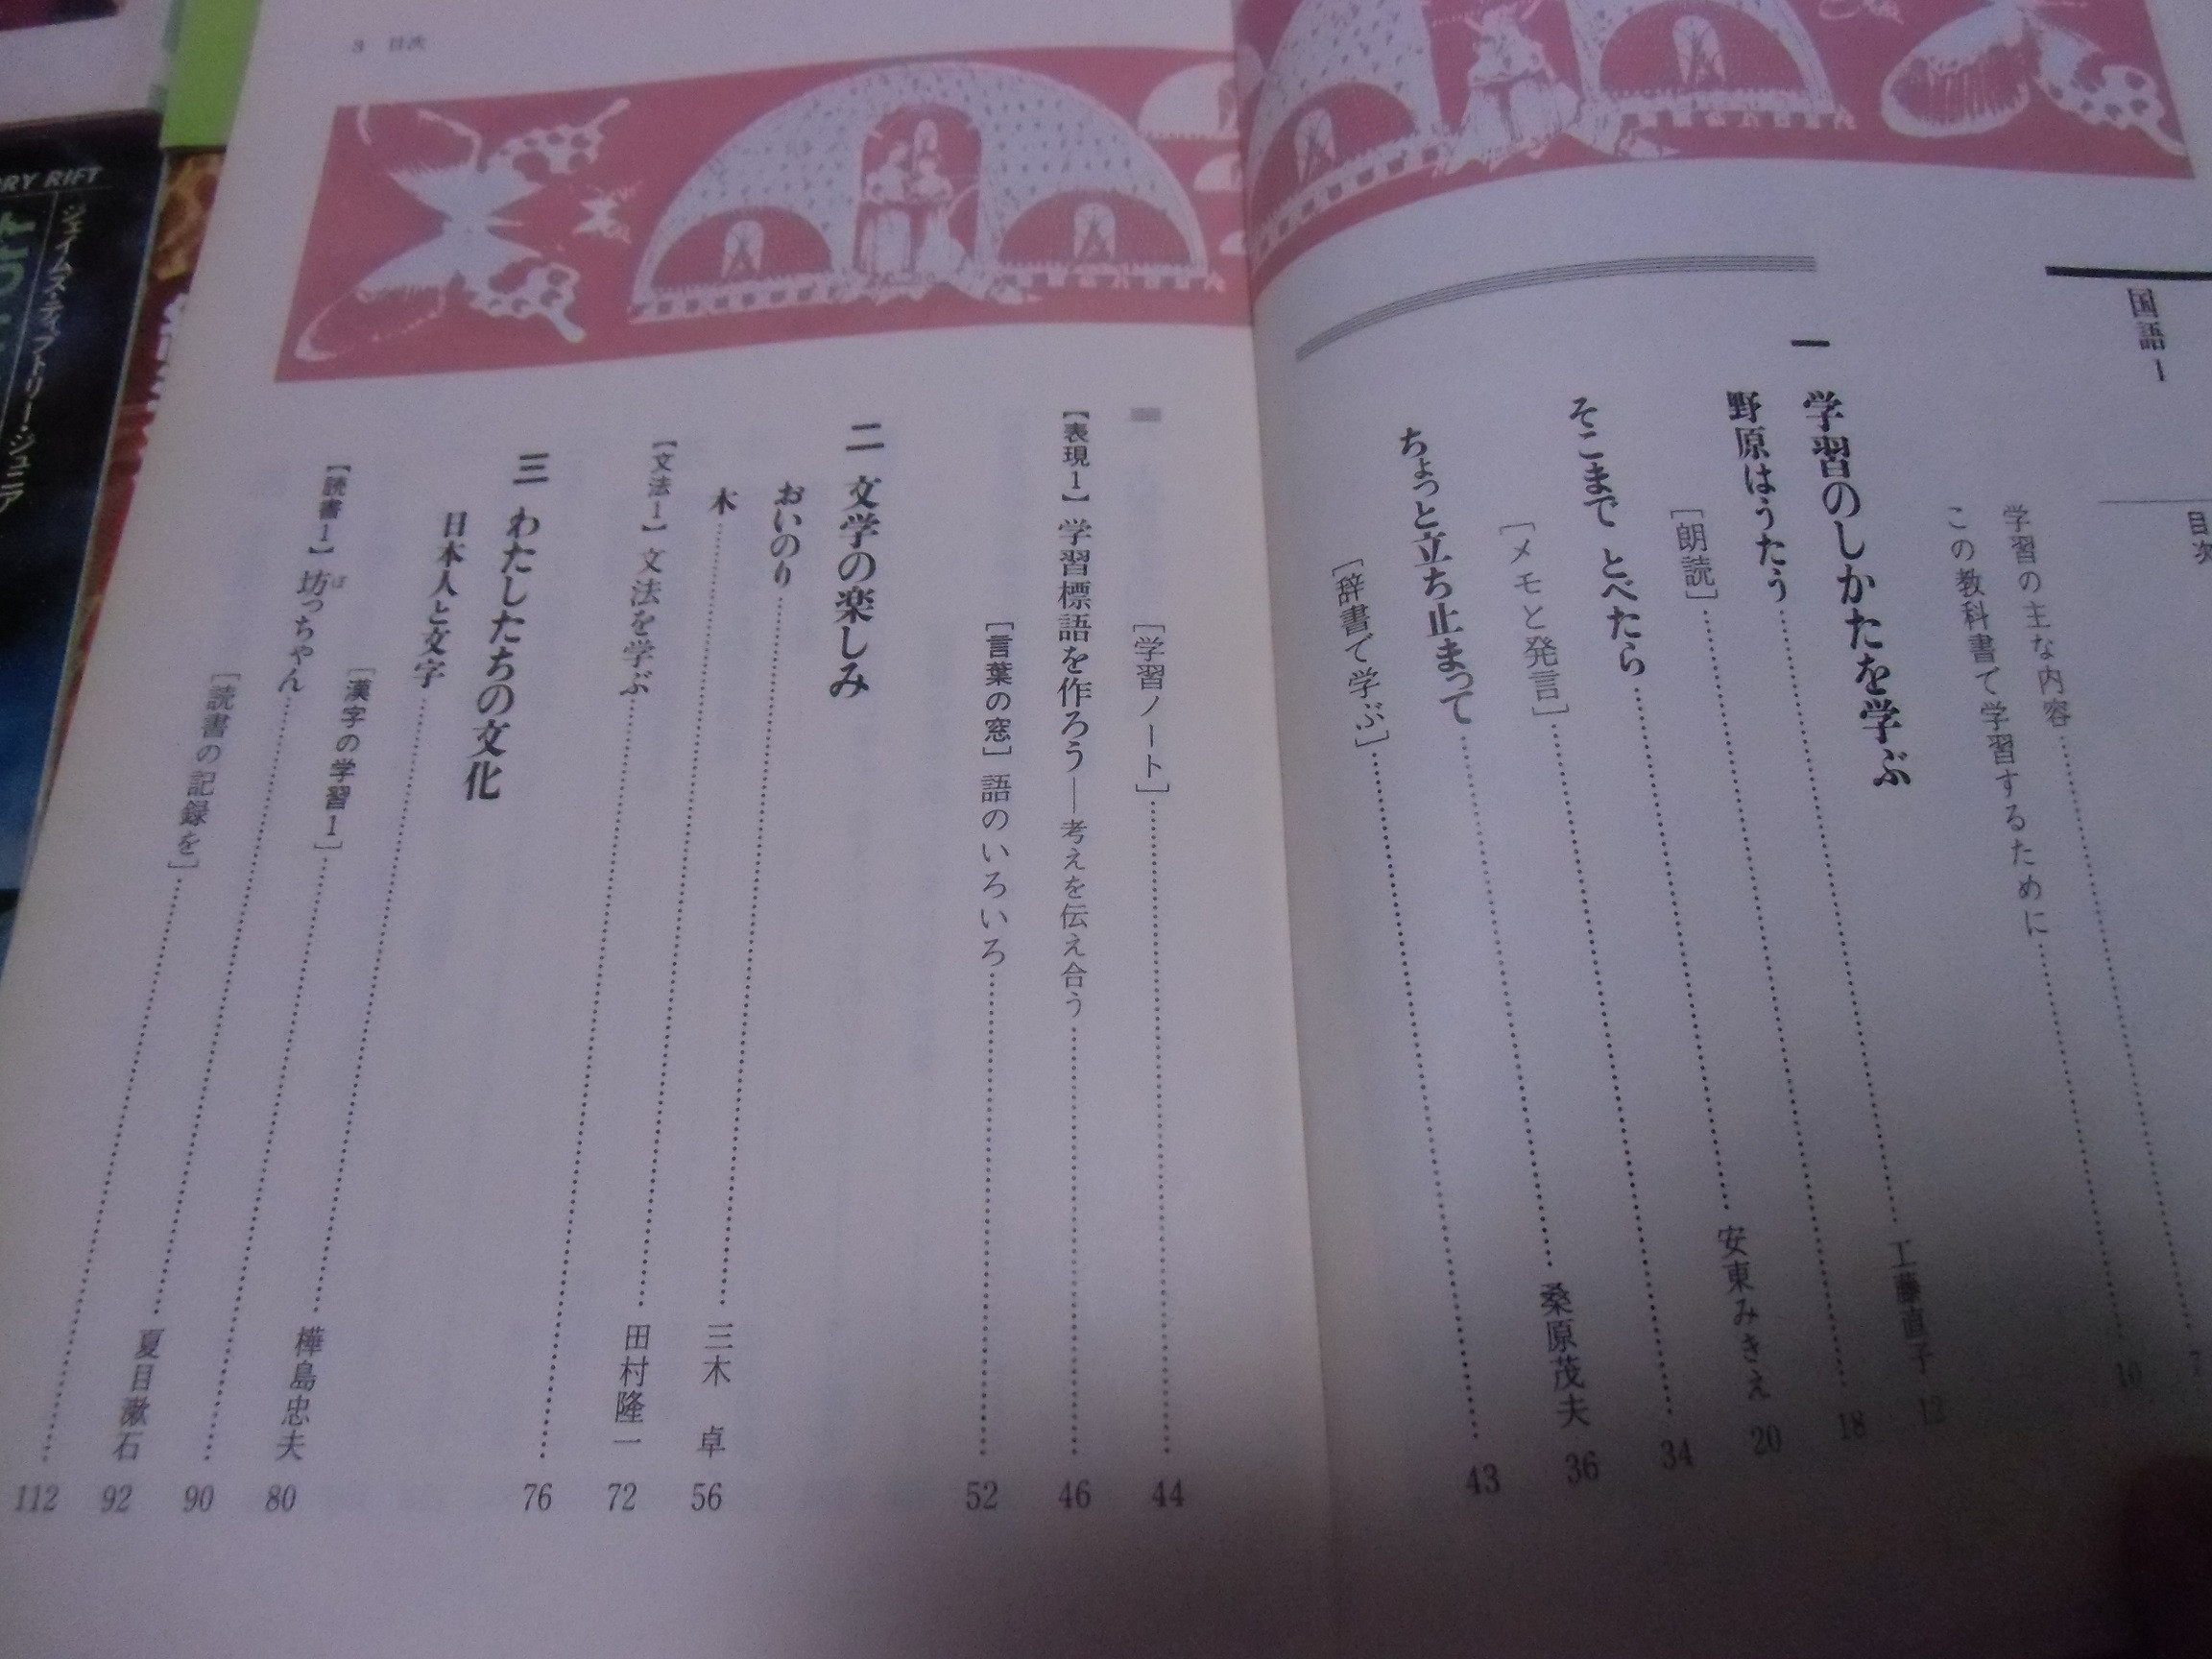 国語 1
目次
学習の主な内容 7
この教科書で学習するために 10
一 学習のしかたを学ぶ
野原はうたう 工藤直子 12
[朗読] 18
そこまで とべたら 安東みきえ 20
[メモと発言] 34
ちょっと立ち止まって 桑原茂夫 36
[辞書で学ぶ] 43
3 目次
[学習ノート] 44
【表現1】 学習標語を作ろう―考えを伝え合う 46
[言葉の窓] 語のいろいろ 52
二 文学の楽しみ
おいのり 三木 卓 56
木 田村隆一 72
【文法1】 文法を学ぶ 76
三 わたしたちの文化
日本人と文字 樺島忠夫 80
[漢字の学習1] 90
【読書1】 坊っちゃん 夏目漱石 92
ぼ
[読書の記録を] 112
RY RIFT
ジェイムズ・ティプトリー・ジュニア